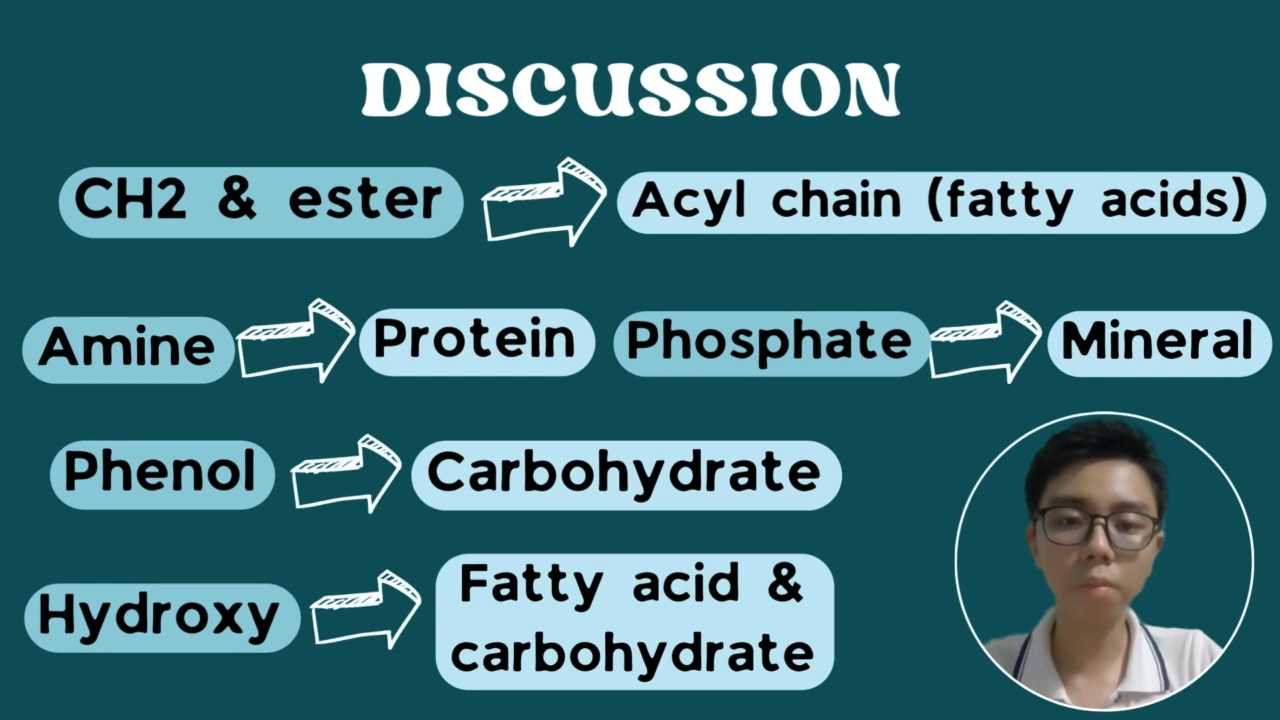 DISCUSSION
CH2 & ester
Acyl chain (fatty acids)
Amine
Protein
Phosphate
Mineral
Phenol
Carbohydrate
Hydroxy
Fatty acid &
carbohydrate